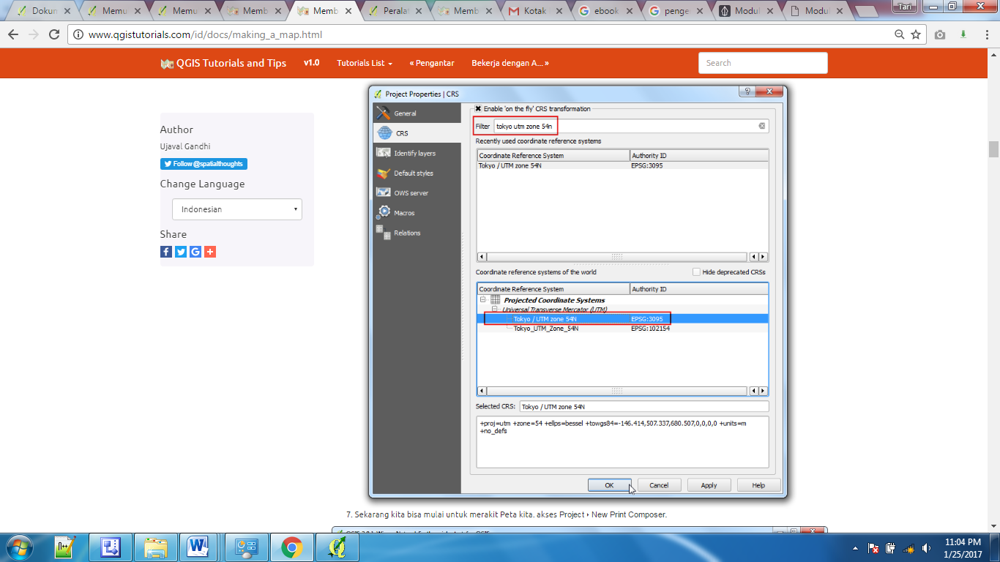 Dokun
Memu
Memu
Memb
Memb
Peralat
Memb
Kotak
ebook
penge
Modul
Modul
Tari
www.qgistutorials.com/id/docs/making_a_map.html
QGIS Tutorials and Tips
v1.0
Tutorials List
« Pengantar
Bekerja dengan A... »
Search
Author
Ujaval Gandhi
Follow @spatialthoughts
Change Language
Indonesian
Share
Project Properties | CRS
General
CRS
Identify layers
Default styles
OWS server
Macros
Relations
Enable 'on the fly' CRS transformation
Filter tokyo utm zone 54n
Recently used coordinate reference systems
Coordinate Reference System Authority ID
Tokyo / UTM zone 54N EPSG:3095
Coordinate reference systems of the world
Hide deprecated CRSs
Coordinate Reference System Authority ID
Projected Coordinate Systems
Universal Transverse Mercator (UTM)
Tokyo / UTM zone 54N EPSG:3095
Tokyo_UTM_Zone_54N EPSG:102154
Selected CRS: Tokyo / UTM zone 54N
+proj=utm +zone=54 +ellps=bessel +towgs84=-146.414,507.337,680.507,0,0,0,0 +units=m
+no_defs
OK
Cancel
Apply
Help
7. Sekarang kita bisa mulai untuk merakit Peta kita. akses Project ‣ New Print Composer.
11:04 PM
1/25/2017